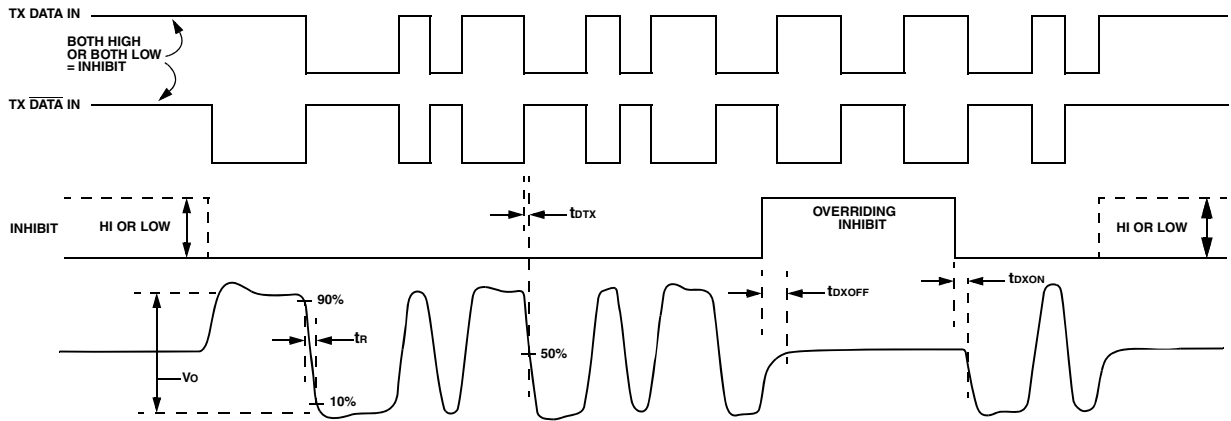 TX DATA IN
BOTH HIGH
OR BOTH LOW
= INHIBIT
TX D̅A̅T̅A̅ IN
INHIBIT
HI OR LOW
tDTX
OVERRIDING
INHIBIT
HI OR LOW
90%
tDXOFF
tDXON
tR
50%
VO
10%